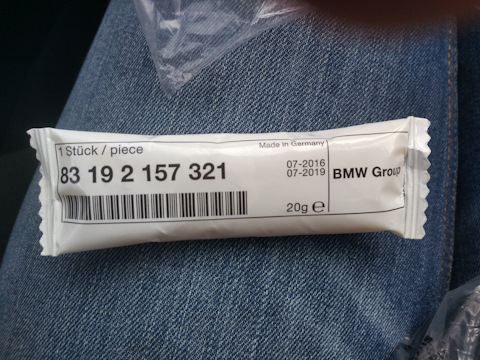 1 Stück / piece
Made in Germany
83 19 2 157 321
07-2016
07-2019
BMW Group
20g ℮